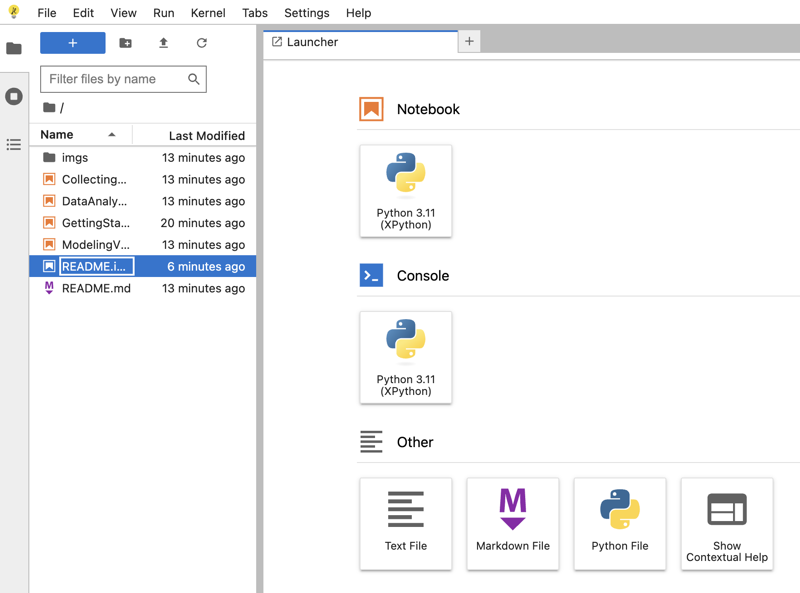 File Edit View Run Kernel Tabs Settings Help
+
Launcher
+
Filter files by name
/
Name Last Modified
imgs 13 minutes ago
Collecting... 13 minutes ago
DataAnaly... 13 minutes ago
GettingSta... 20 minutes ago
ModelingV... 13 minutes ago
README.i... 6 minutes ago
README.md 13 minutes ago
Notebook
Python 3.11
(XPython)
Console
Python 3.11
(XPython)
Other
Text File
Markdown File
Python File
Show
Contextual Help